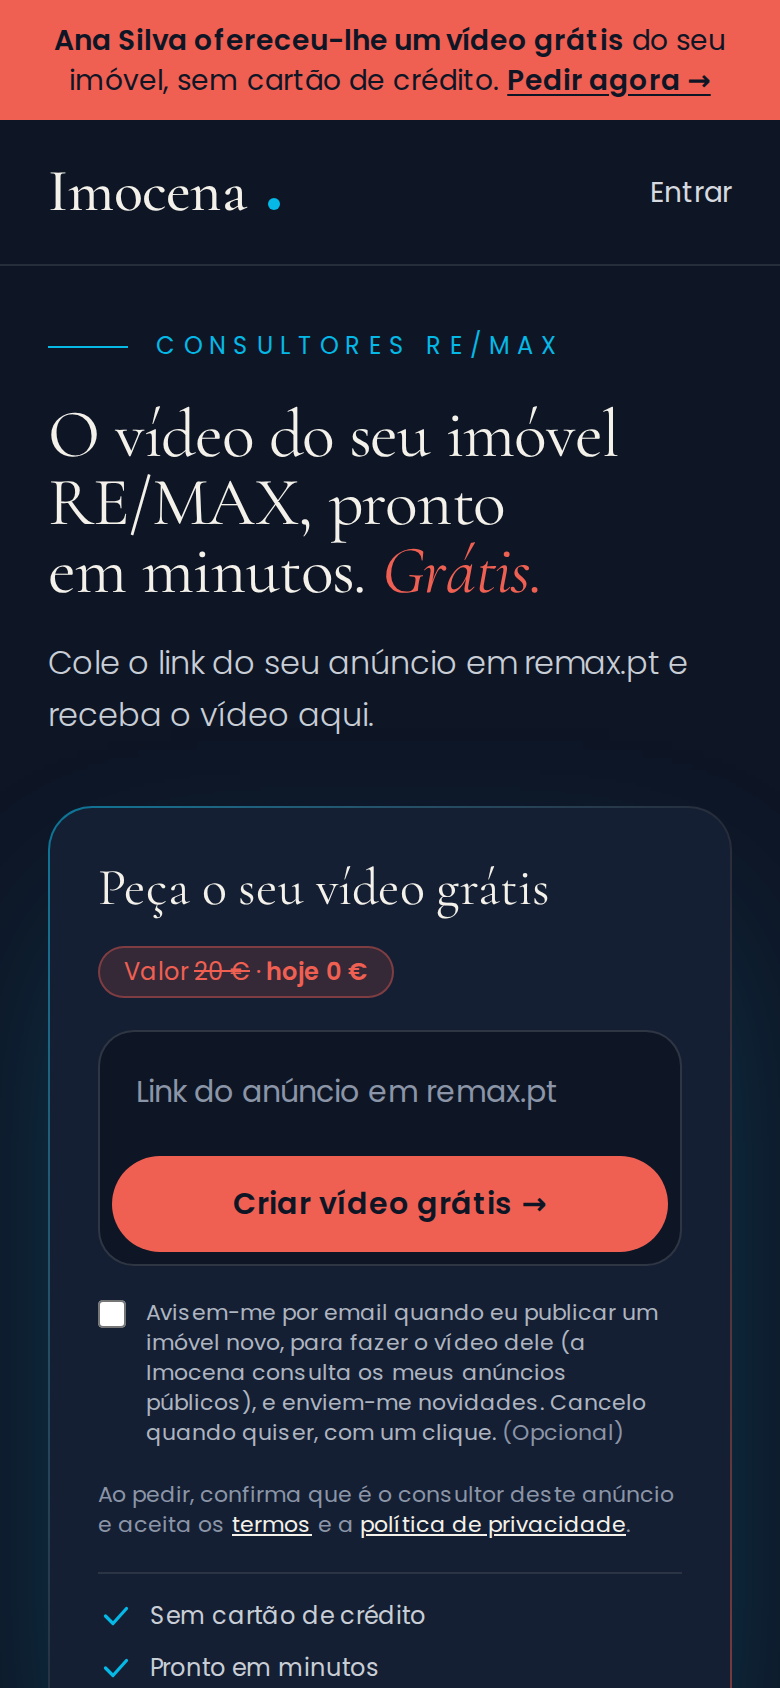 Ana Silva ofereceu-lhe um vídeo grátis do seu
imóvel, sem cartão de crédito. Pedir agora →
Imocena .
Entrar
CONSULTORES RE/MAX
O vídeo do seu imóvel
RE/MAX, pronto
em minutos. Grátis.
Cole o link do seu anúncio em remax.pt e
receba o vídeo aqui.
Peça o seu vídeo grátis
Valor 20 € · hoje 0 €
Link do anúncio em remax.pt
Criar vídeo grátis →
Avisem-me por email quando eu publicar um
imóvel novo, para fazer o vídeo dele (a
Imocena consulta os meus anúncios
públicos), e enviem-me novidades. Cancelo
quando quiser, com um clique. (Opcional)
Ao pedir, confirma que é o consultor deste anúncio
e aceita os termos e a política de privacidade.
Sem cartão de crédito
Pronto em minutos